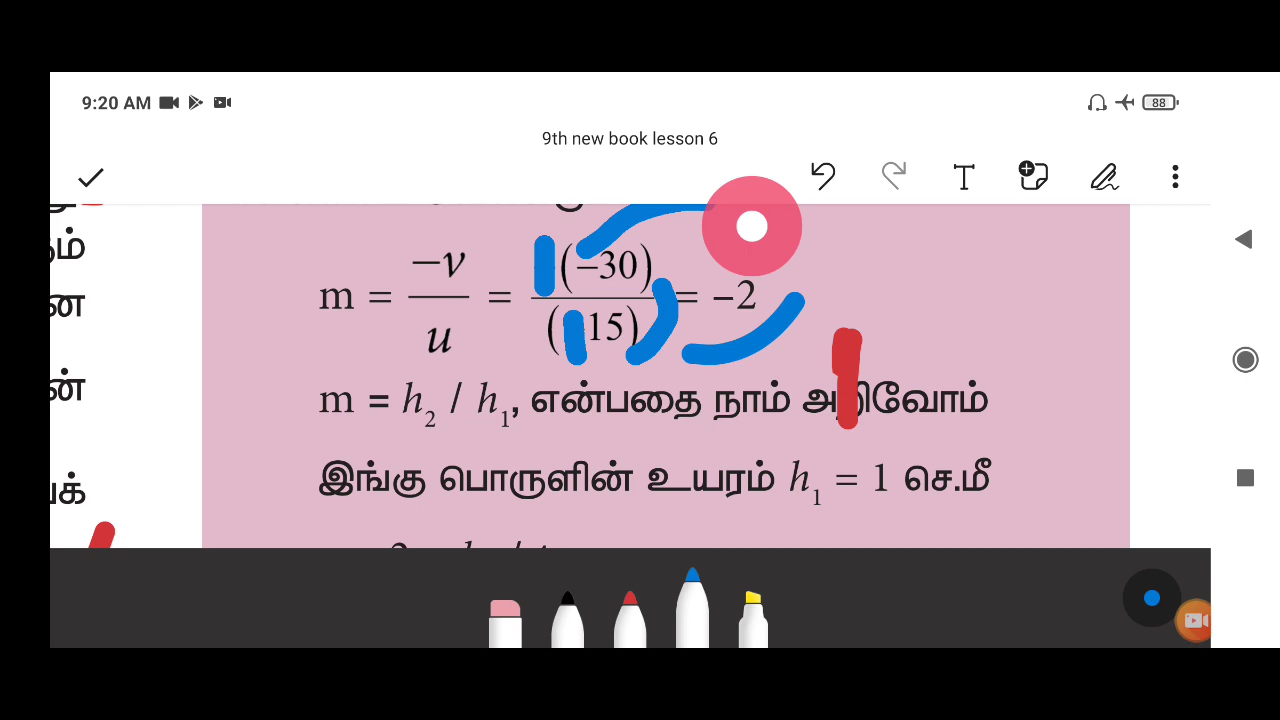 9:20 AM
88
9th new book lesson 6
m = −v / u = (−30) / (15) = −2
m = h₂ / h₁, என்பதை நாம் அறிவோம்
இங்கு பொருளின் உயரம் h₁ = 1 செ.மீ